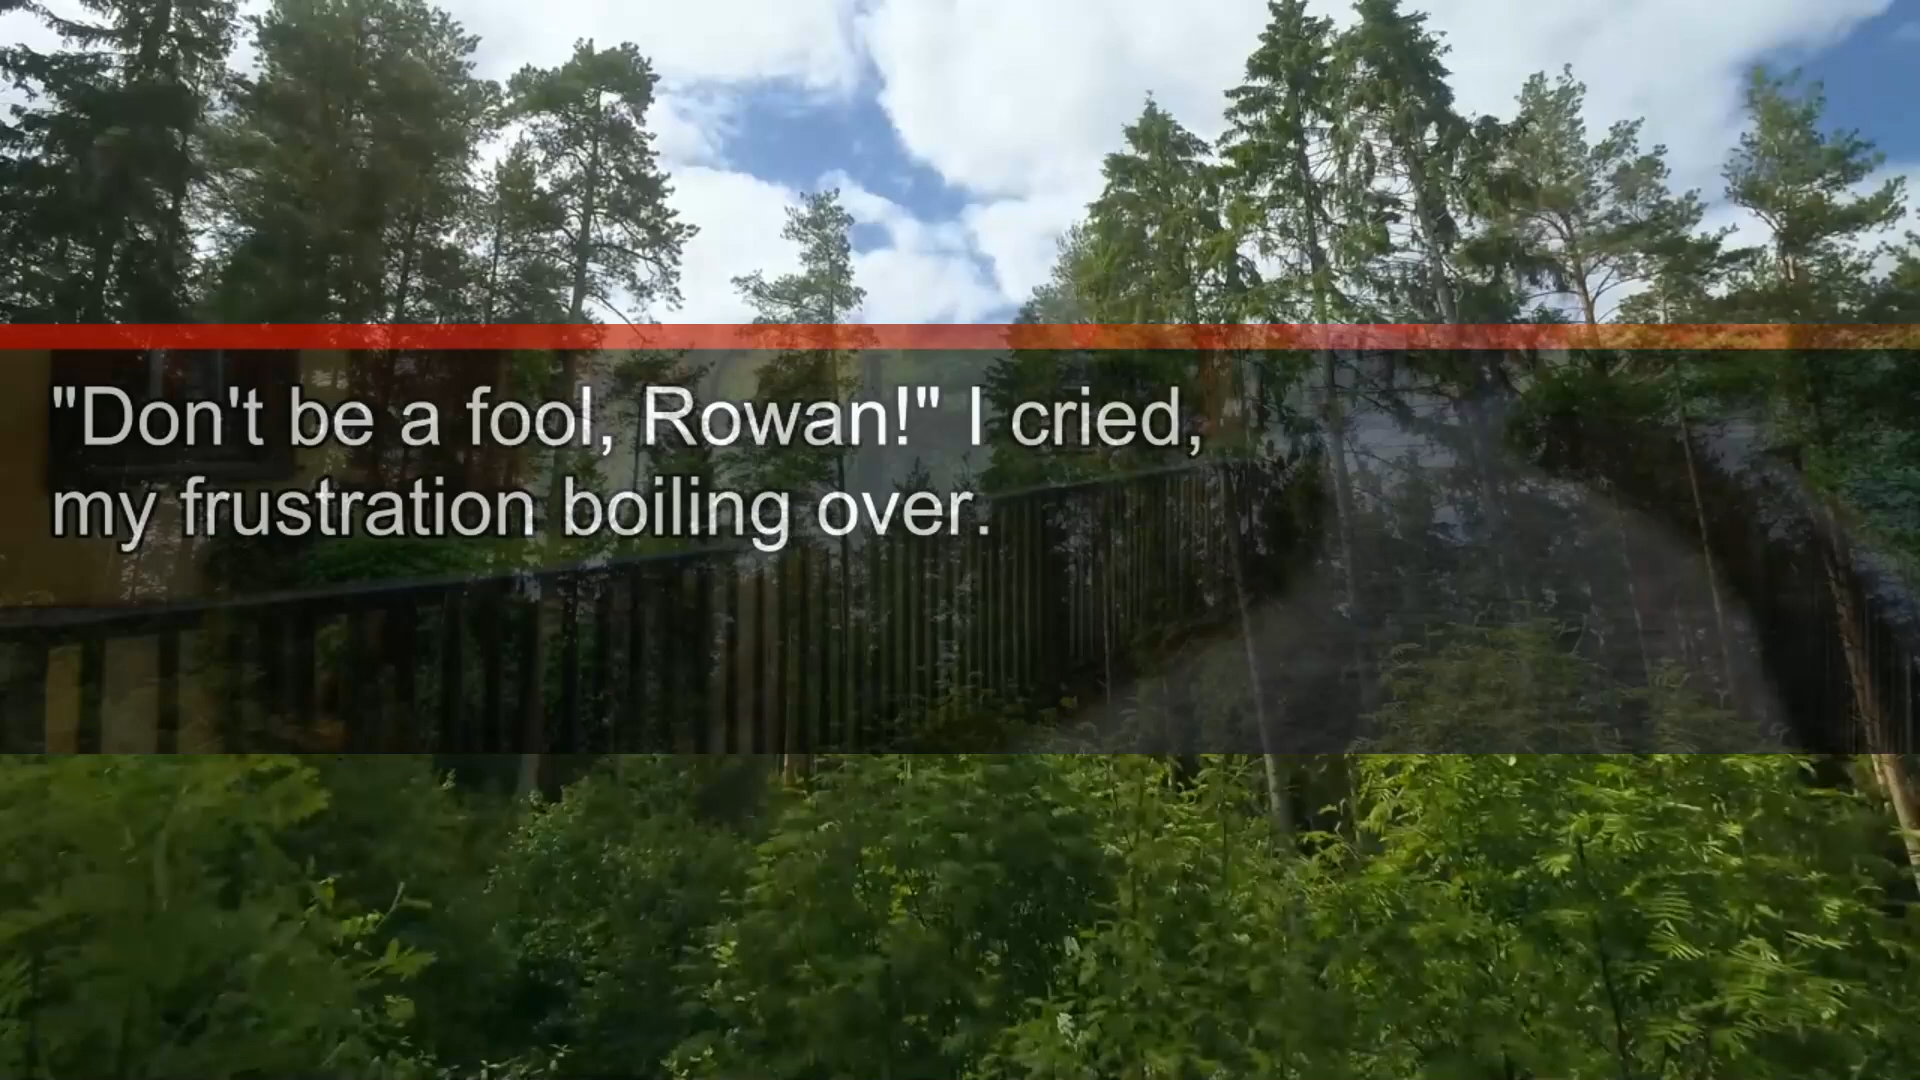 "Don't be a fool, Rowan!" I cried,
my frustration boiling over.